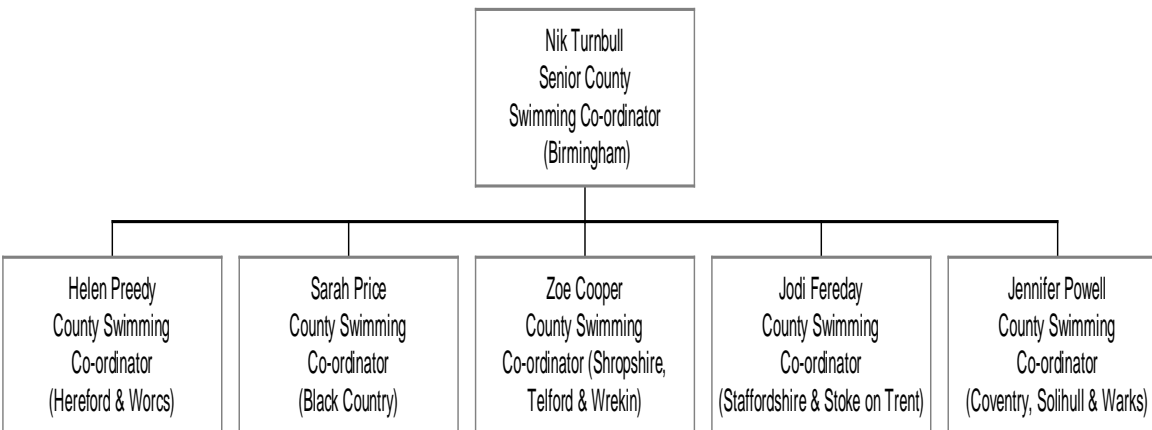 Nik Turnbull
Senior County
Swimming Co-ordinator
(Birmingham)
Helen Preedy
County Swimming
Co-ordinator
(Hereford & Worcs)
Sarah Price
County Swimming
Co-ordinator
(Black Country)
Zoe Cooper
County Swimming
Co-ordinator (Shropshire,
Telford & Wrekin)
Jodi Fereday
County Swimming
Co-ordinator
(Staffordshire & Stoke on Trent)
Jennifer Powell
County Swimming
Co-ordinator
(Coventry, Solihull & Warks)